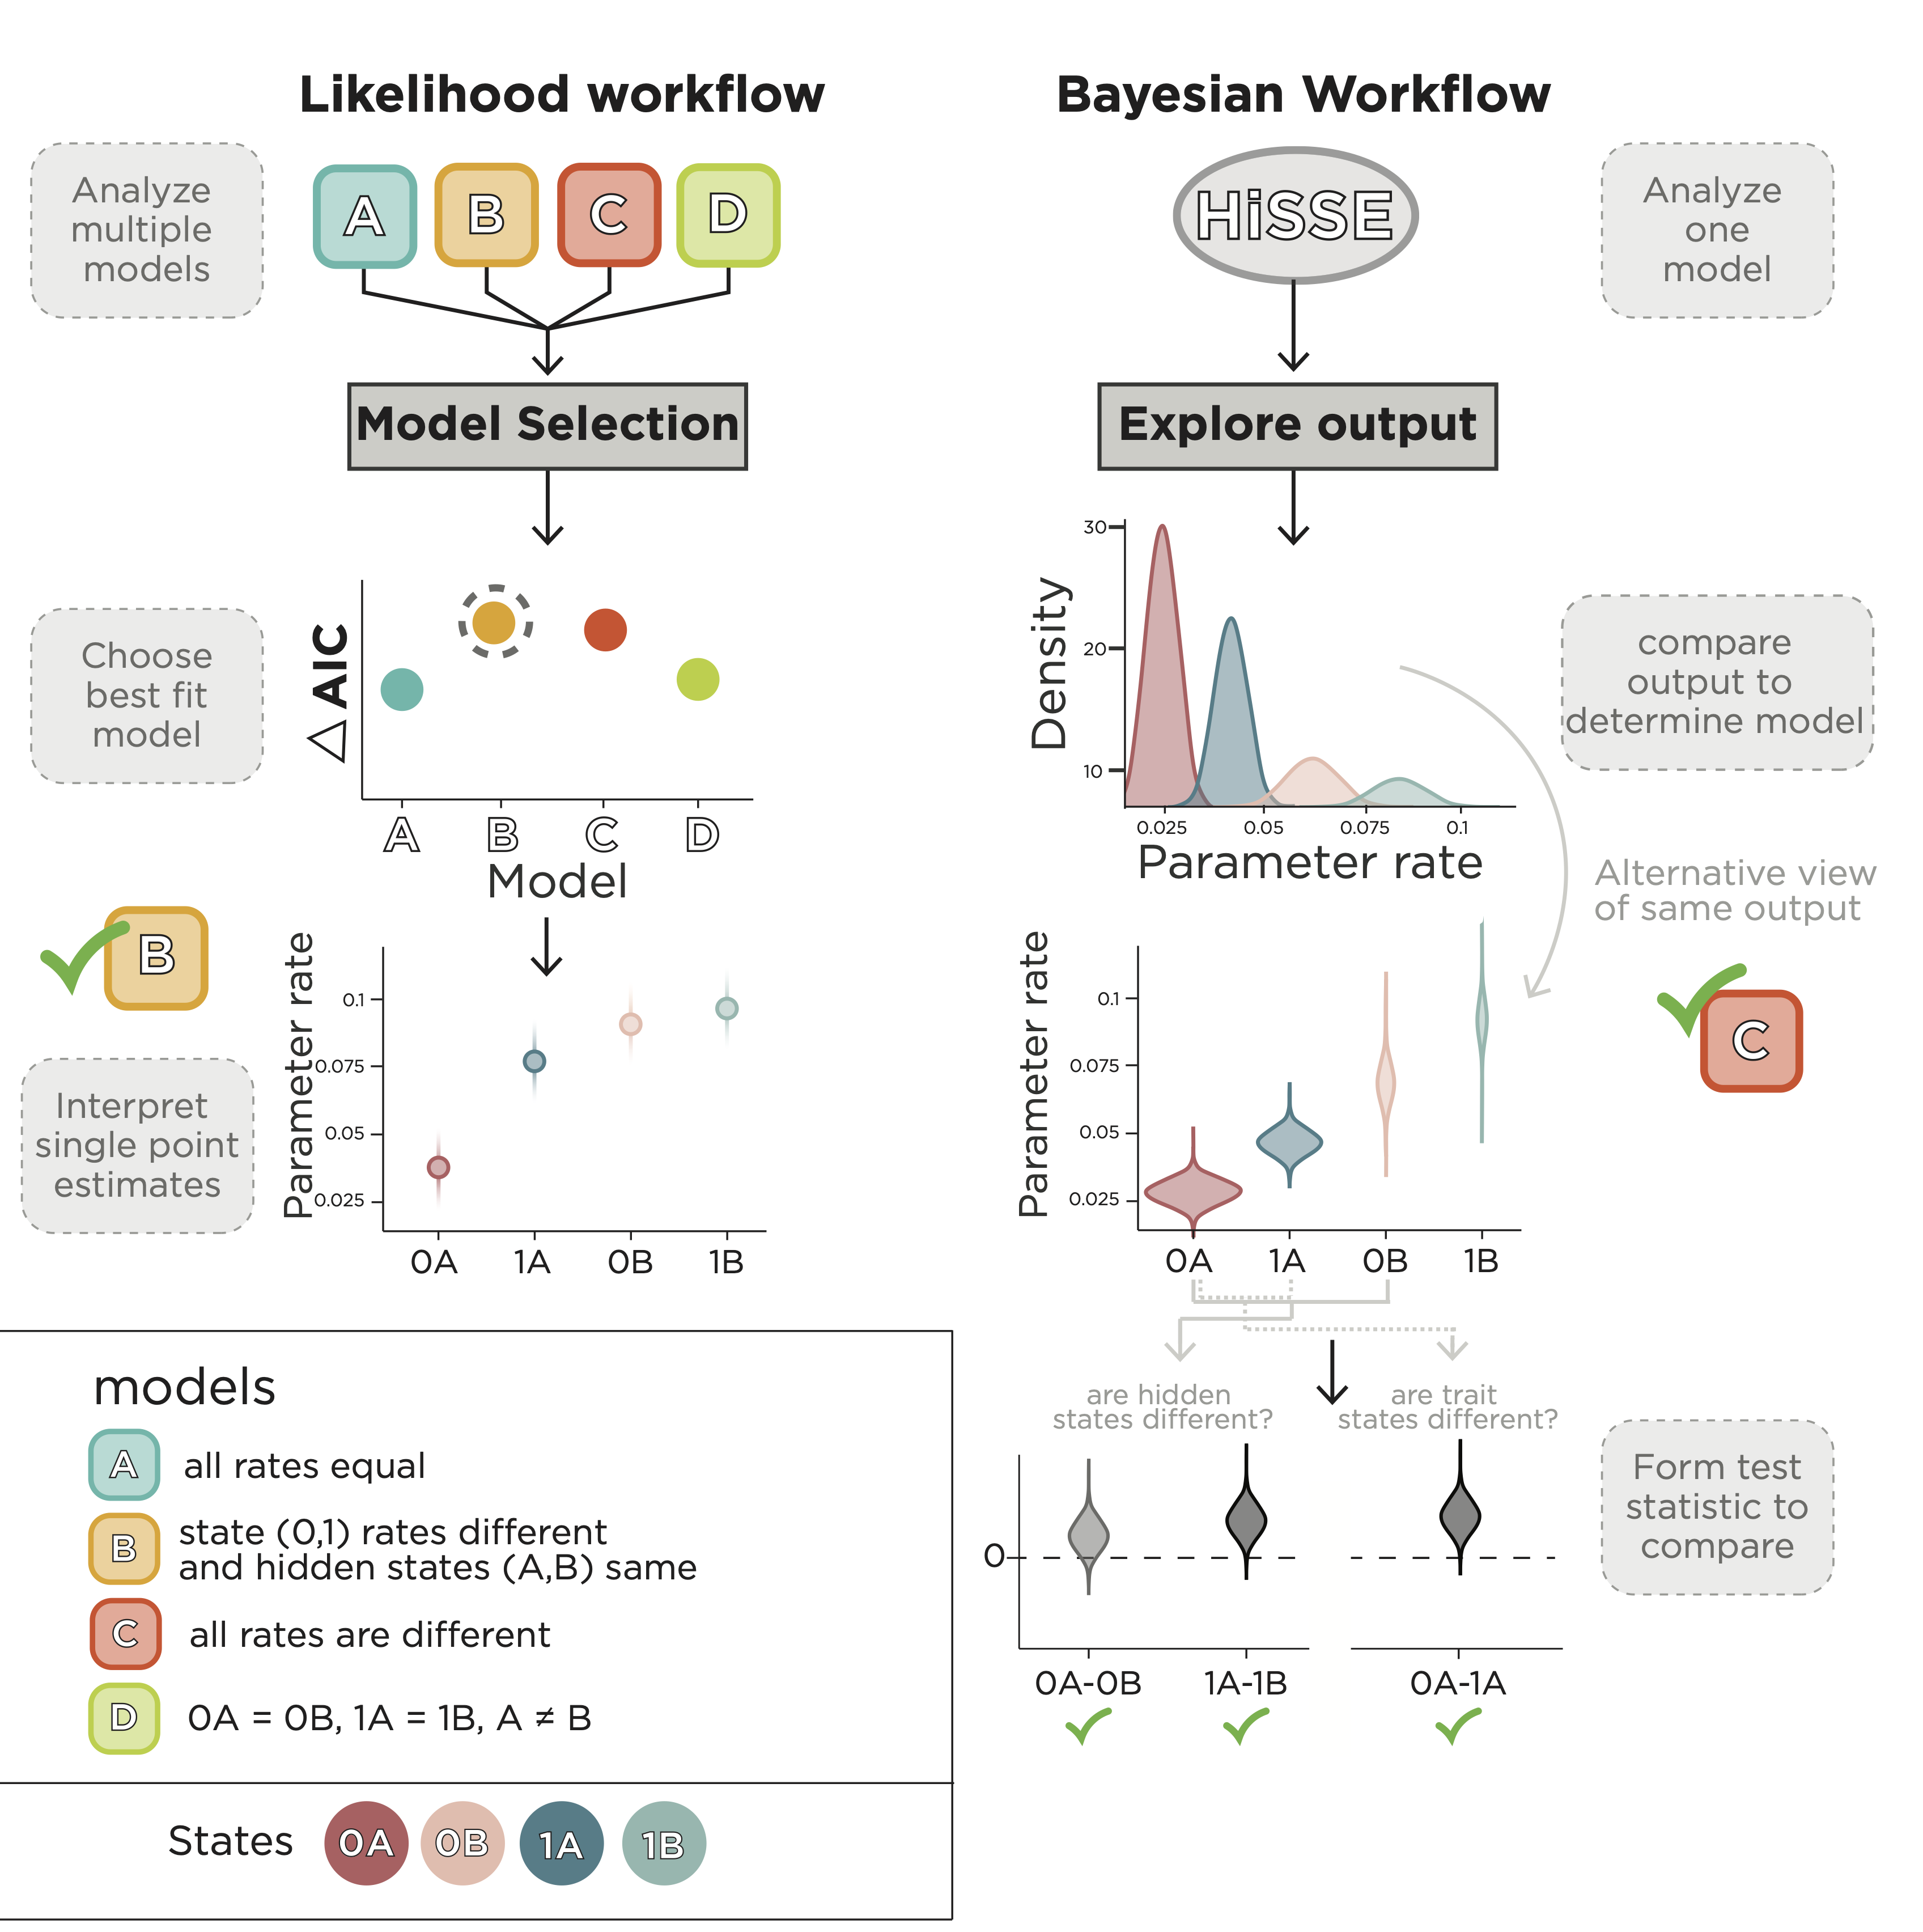 Likelihood workflow
Analyze
multiple
models
A
B
C
D
Model Selection
Choose
best fit
model
△ AIC
A
B
C
D
Model
B
Interpret
single point
estimates
Parameter rate
0.1
0.075
0.05
0.025
0A
1A
0B
1B
models
A
all rates equal
B
state (0,1) rates different
and hidden states (A,B) same
C
all rates are different
D
0A = 0B, 1A = 1B, A ≠ B
States
0A
0B
1A
1B
Bayesian Workflow
HiSSE
Analyze
one
model
Explore output
Density
30
20
10
0.025
0.05
0.075
0.1
Parameter rate
compare
output to
determine model
Alternative view
of same output
C
Parameter rate
0.1
0.075
0.05
0.025
0A
1A
0B
1B
are hidden
states different?
are trait
states different?
0
0A-0B
1A-1B
0A-1A
Form test
statistic to
compare